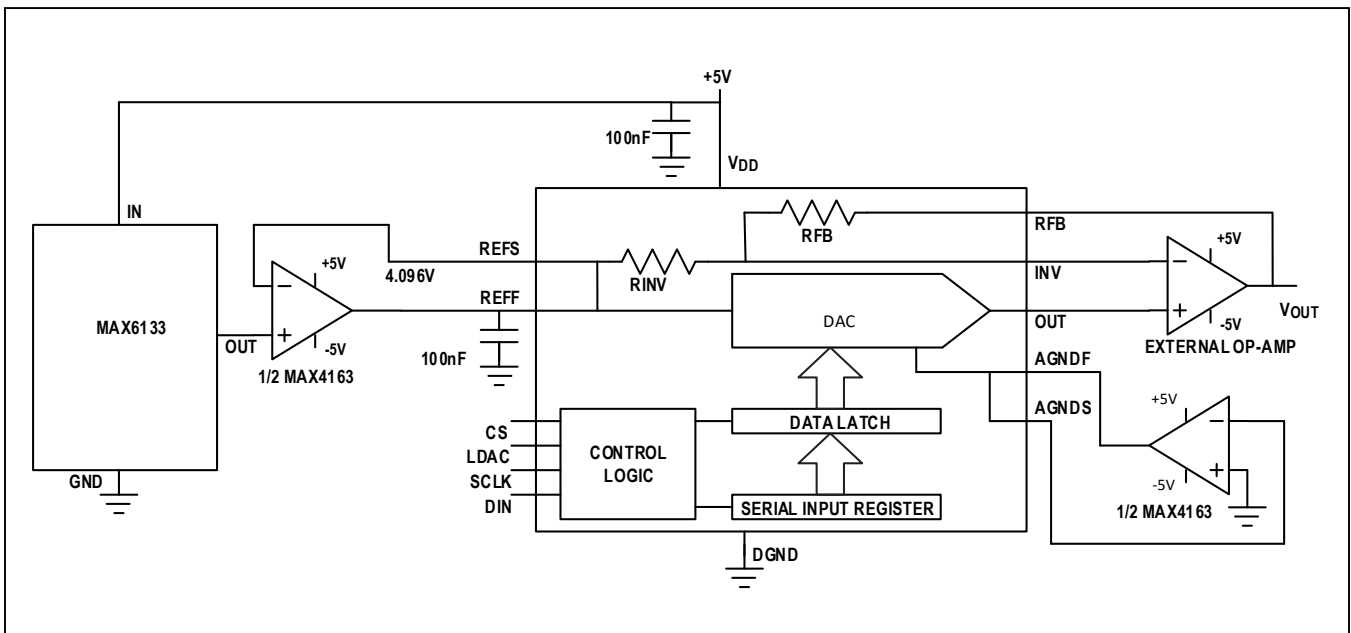 +5V
100nF
VDD
IN
RFB
RFB
REFS
+5V
4.096V
RINV
INV
+5V
MAX6133
REFF
DAC
OUT
VOUT
OUT
-5V
-5V
EXTERNAL OP-AMP
1/2 MAX4163
100nF
AGNDF
AGNDS
+5V
CS
LDAC
SCLK
DIN
CONTROL
LOGIC
DATA LATCH
SERIAL INPUT REGISTER
-5V
1/2 MAX4163
GND
DGND